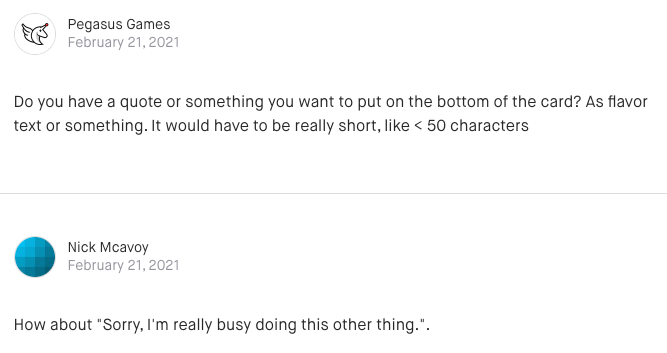 Pegasus Games
February 21, 2021
Do you have a quote or something you want to put on the bottom of the card? As flavor
text or something. It would have to be really short, like < 50 characters
Nick Mcavoy
February 21, 2021
How about "Sorry, I'm really busy doing this other thing.".